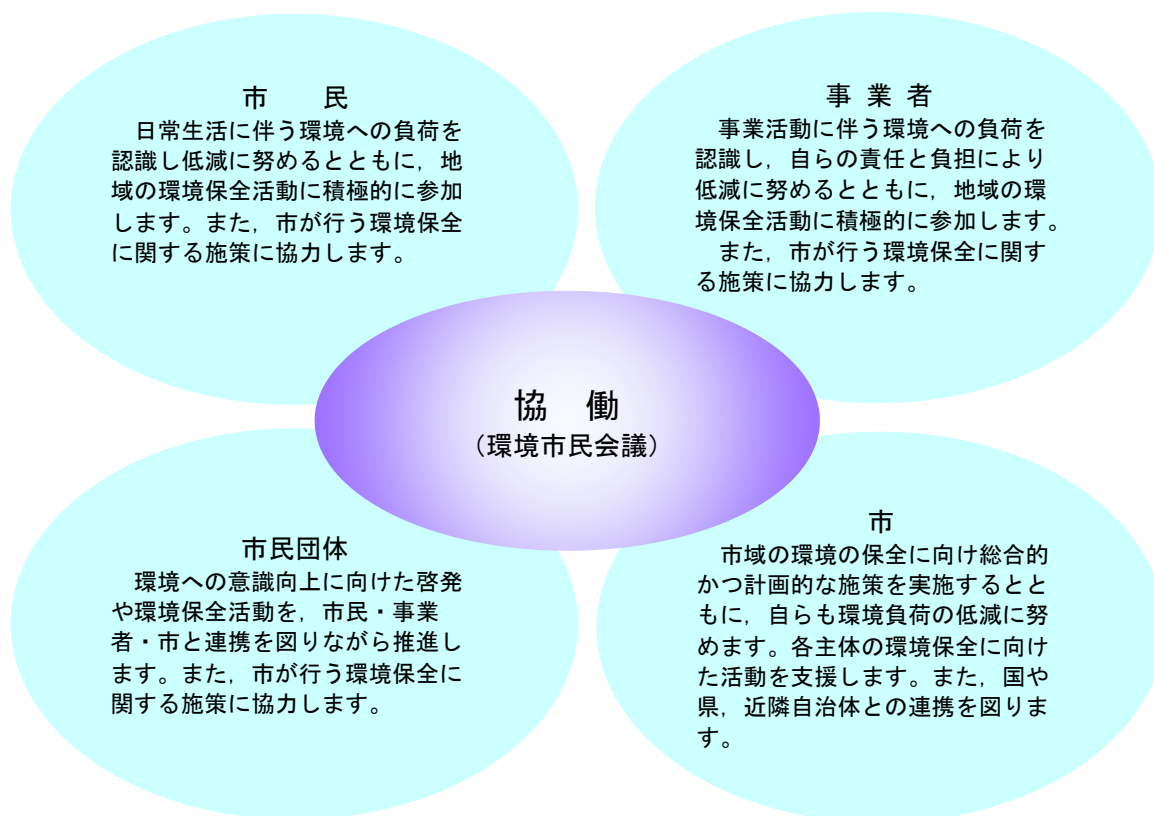 市　　民
　日常生活に伴う環境への負荷を
認識し低減に努めるとともに，地
域の環境保全活動に積極的に参加
します。また，市が行う環境保全
に関する施策に協力します。
事 業 者
　事業活動に伴う環境への負荷を
認識し，自らの責任と負担により
低減に努めるとともに，地域の環
境保全活動に積極的に参加します。
　また，市が行う環境保全に関す
る施策に協力します。
協　働
（環境市民会議）
市民団体
　環境への意識向上に向けた啓発
や環境保全活動を，市民・事業
者・市と連携を図りながら推進し
ます。また，市が行う環境保全に
関する施策に協力します。
市
　市域の環境の保全に向け総合的
かつ計画的な施策を実施するとと
もに，自らも環境負荷の低減に努
めます。各主体の環境保全に向け
た活動を支援します。また，国や
県，近隣自治体との連携を図りま
す。